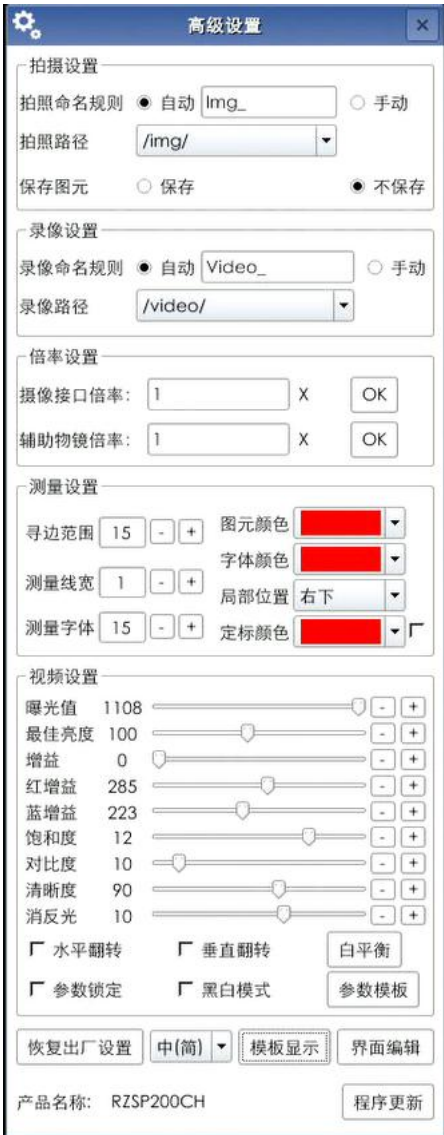 高级设置
拍摄设置
拍照命名规则 自动 Img_ 手动
拍照路径 /img/
保存图元 保存 不保存
录像设置
录像命名规则 自动 Video_ 手动
录像路径 /video/
倍率设置
摄像接口倍率: 1 X OK
辅助物镜倍率: 1 X OK
测量设置
寻边范围 15 - + 图元颜色
字体颜色
测量线宽 1 - +
局部位置 右下
测量字体 15 - + 定标颜色
视频设置
曝光值 1108 - +
最佳亮度 100 - +
增益 0 - +
红增益 285 - +
蓝增益 223 - +
饱和度 12 - +
对比度 10 - +
清晰度 90 - +
消反光 10 - +
水平翻转 垂直翻转 白平衡
参数锁定 黑白模式 参数模板
恢复出厂设置 中(简) 模板显示 界面编辑
产品名称: RZSP200CH 程序更新